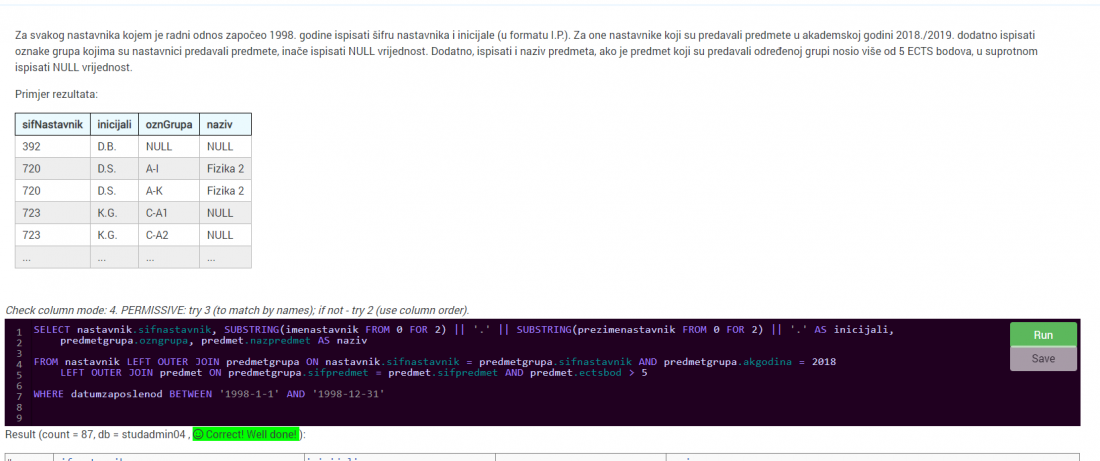 Za svakog nastavnika kojem je radni odnos započeo 1998. godine ispisati šifru nastavnika i inicijale (u formatu I.P.). Za one nastavnike koji su predavali predmete u akademskoj godini 2018./2019. dodatno ispisati
oznake grupa kojima su nastavnici predavali predmete, inače ispisati NULL vrijednost. Dodatno, ispisati i naziv predmeta, ako je predmet koji su predavali određenoj grupi nosio više od 5 ECTS bodova, u suprotnom
ispisati NULL vrijednost.
Primjer rezultata:
sifNastavnik inicijali oznGrupa naziv
392 D.B. NULL NULL
720 D.S. A-I Fizika 2
720 D.S. A-K Fizika 2
723 K.G. C-A1 NULL
723 K.G. C-A2 NULL
... ... ... ...
Check column mode: 4. PERMISSIVE: try 3 (to match by names); if not - try 2 (use column order).
1 SELECT nastavnik.sifnastavnik, SUBSTRING(imenastavnik FROM 0 FOR 2) || '.' || SUBSTRING(prezimenastavnik FROM 0 FOR 2) || '.' AS inicijali,
2 predmetgrupa.ozngrupa, predmet.nazpredmet AS naziv
3
4 FROM nastavnik LEFT OUTER JOIN predmetgrupa ON nastavnik.sifnastavnik = predmetgrupa.sifnastavnik AND predmetgrupa.akgodina = 2018
5 LEFT OUTER JOIN predmet ON predmetgrupa.sifpredmet = predmet.sifpredmet AND predmet.ectsbod > 5
6
7 WHERE datumzaposlenod BETWEEN '1998-1-1' AND '1998-12-31'
8
9
Run
Save
Result (count = 87, db = studadmin04 , Correct! Well done! ):